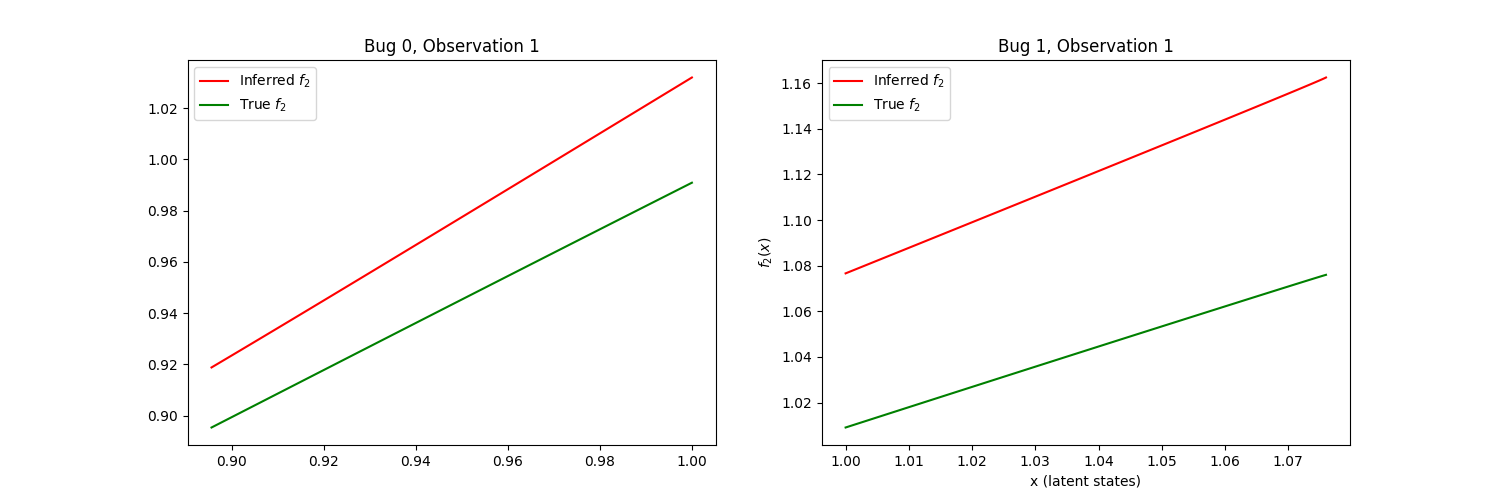 Bug 0, Observation 1
Inferred f₂
True f₂
1.02
1.00
0.98
0.96
0.94
0.92
0.90
0.90 0.92 0.94 0.96 0.98 1.00
Bug 1, Observation 1
Inferred f₂
True f₂
f₂(x)
1.16
1.14
1.12
1.10
1.08
1.06
1.04
1.02
1.00 1.01 1.02 1.03 1.04 1.05 1.06 1.07
x (latent states)